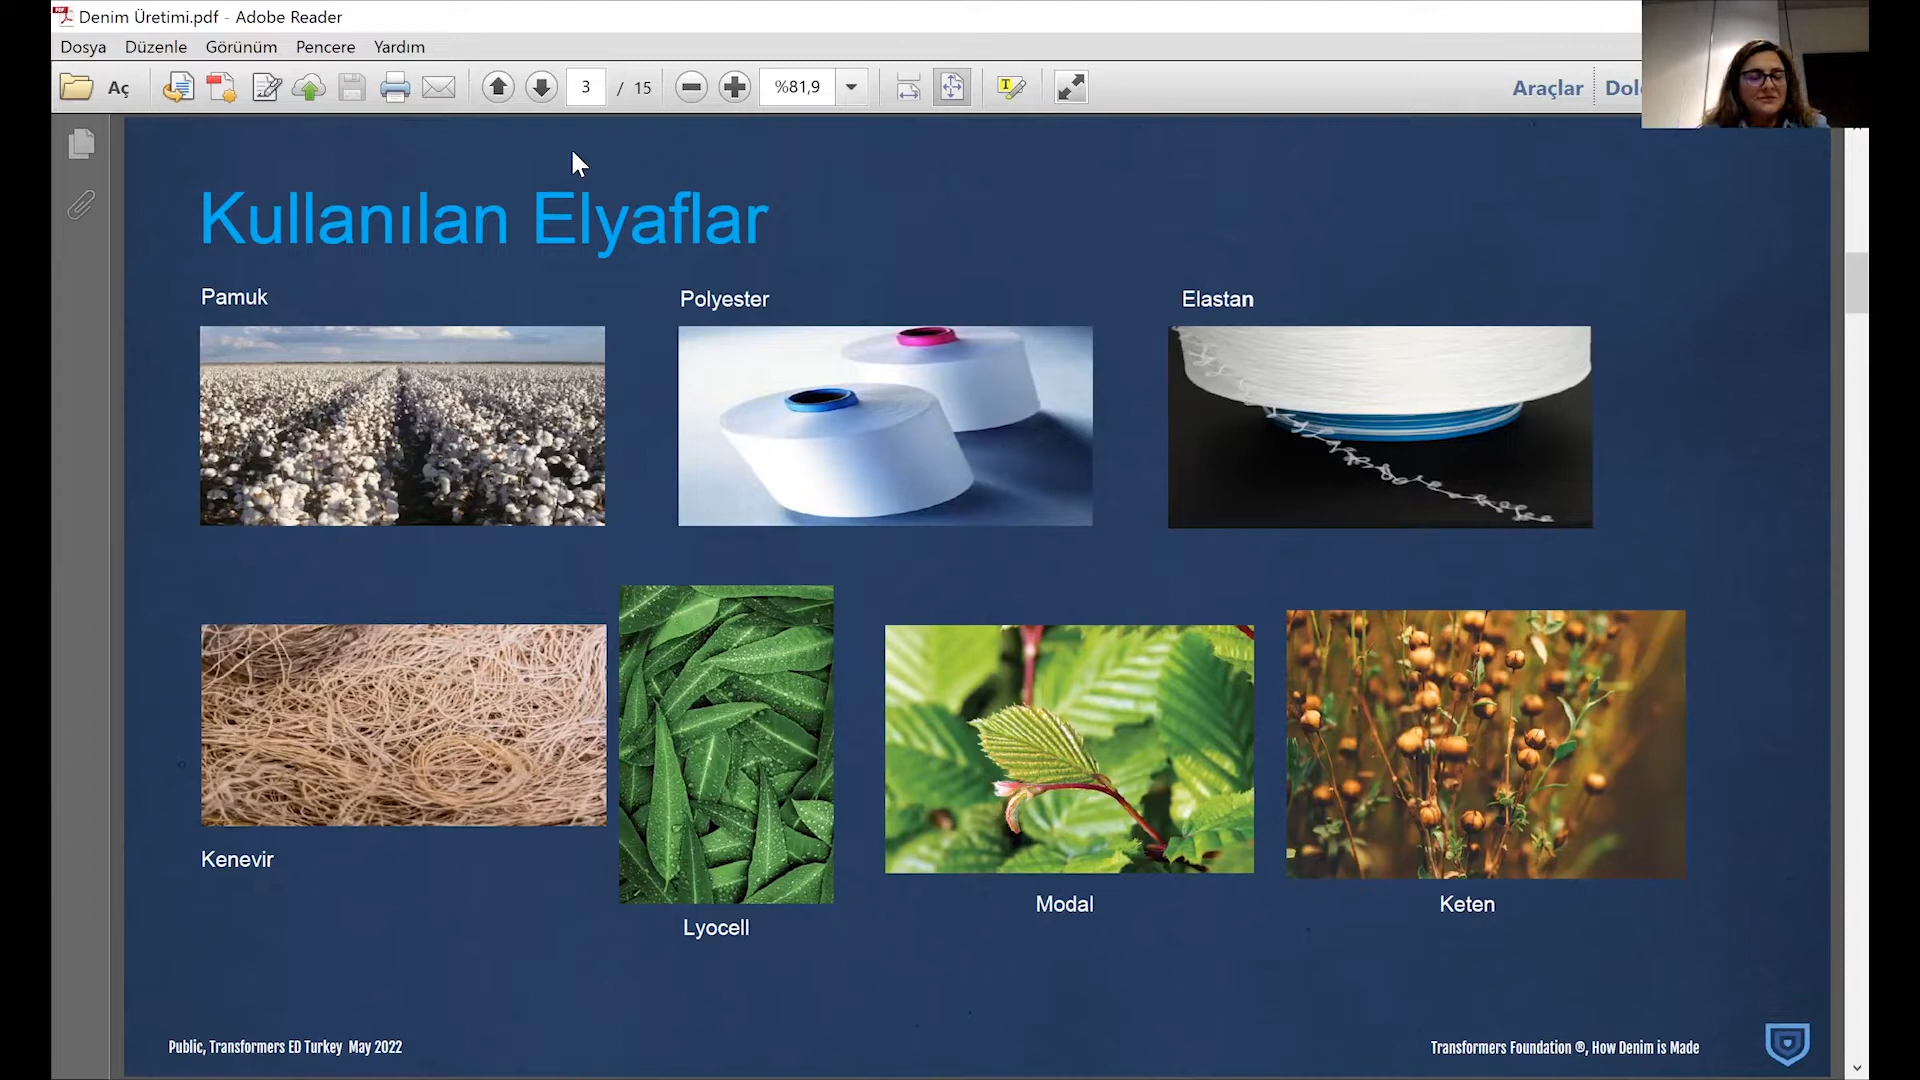 Denim Üretimi.pdf - Adobe Reader
Dosya Düzenle Görünüm Pencere Yardım
Aç 3 / 15 %81,9 T Araçlar
Kullanılan Elyaflar
Pamuk Polyester Elastan
Kenevir
Lyocell
Modal
Keten
Public, Transformers ED Turkey May 2022
Transformers Foundation ®, How Denim is Made